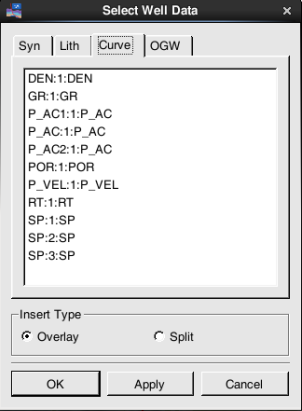 Select Well Data
Syn Lith Curve OGW
DEN:1:DEN
GR:1:GR
P_AC1:1:P_AC
P_AC:1:P_AC
P_AC2:1:P_AC
POR:1:POR
P_VEL:1:P_VEL
RT:1:RT
SP:1:SP
SP:2:SP
SP:3:SP
Insert Type
Overlay Split
OK Apply Cancel